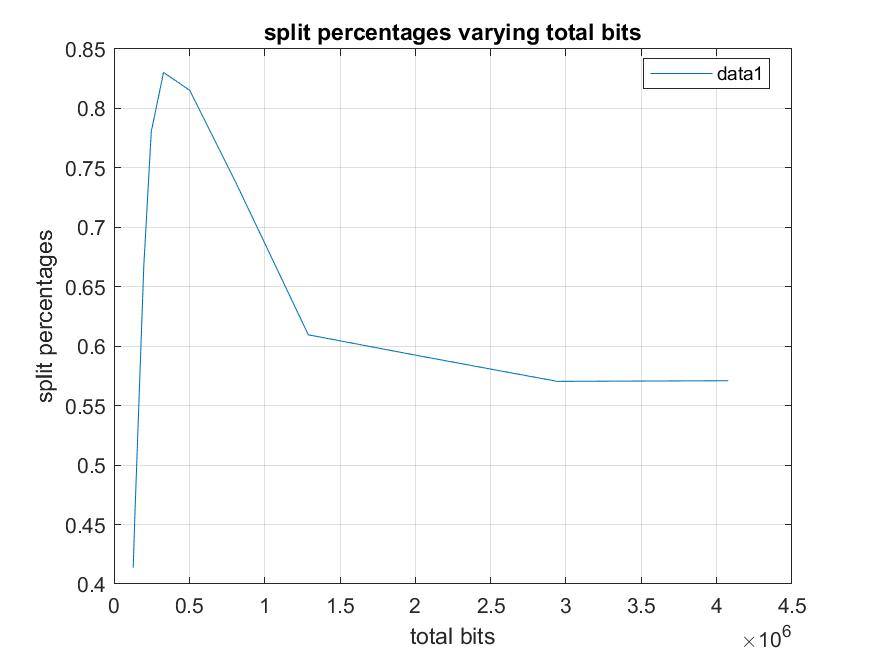 split percentages varying total bits
data1
split percentages
0.85
0.8
0.75
0.7
0.65
0.6
0.55
0.5
0.45
0.4
0 0.5 1 1.5 2 2.5 3 3.5 4 4.5
total bits
×10^6